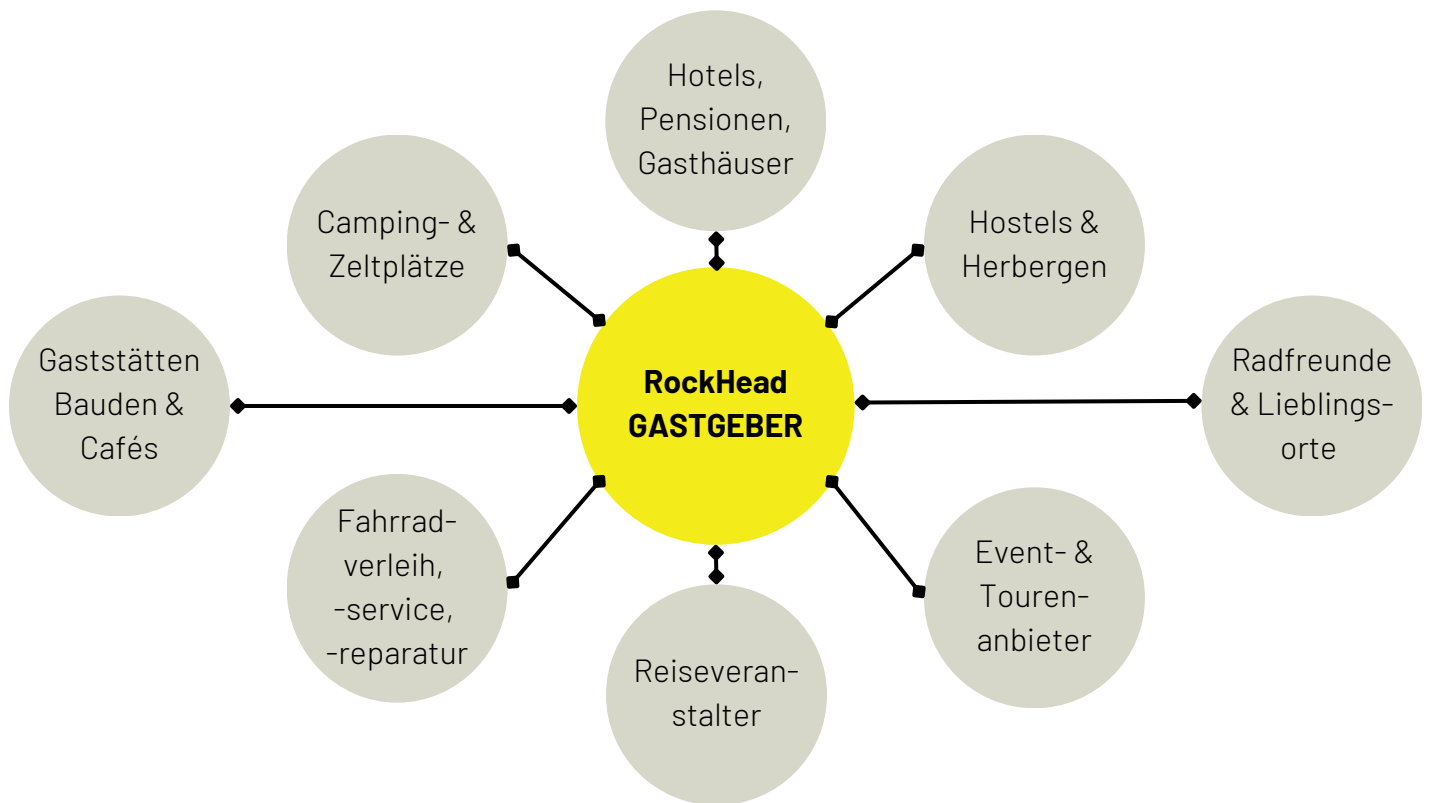 Hotels,
Pensionen,
Gasthäuser
Camping- &
Zeltplätze
Hostels &
Herbergen
Gaststätten
Bauden &
Cafés
RockHead
GASTGEBER
Radfreunde
& Lieblings-
orte
Fahrrad-
verleih,
-service,
-reparatur
Event- &
Touren-
anbieter
Reiseveran-
stalter